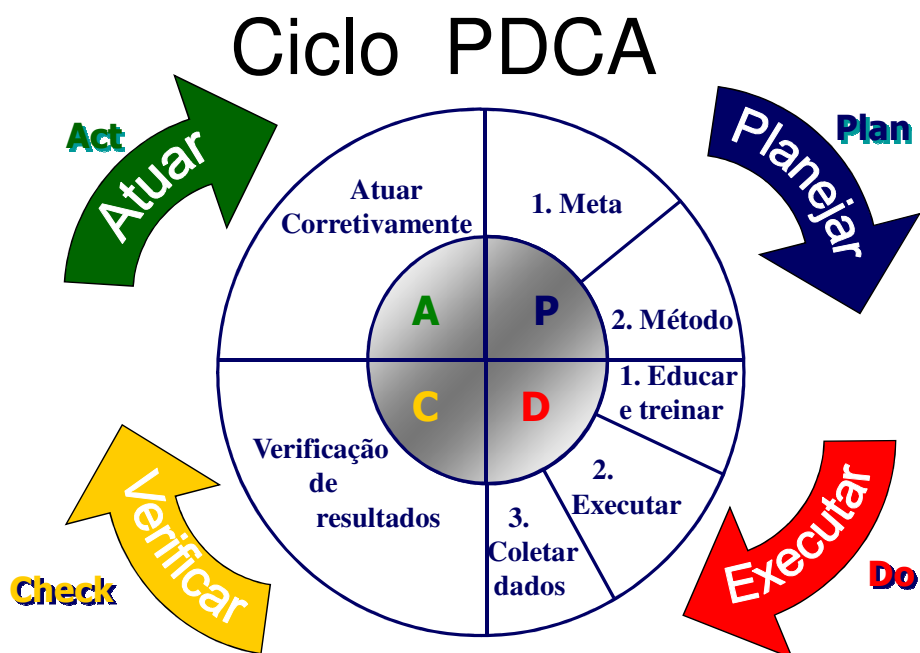 Ciclo PDCA
Act
Atuar
Plan
Planejar
Atuar
Corretivamente
1. Meta
2. Método
A
P
C
D
1. Educar
e treinar
2.
Executar
3.
Coletar
dados
Verificação
de
resultados
Verificar
Check
Executar
Do